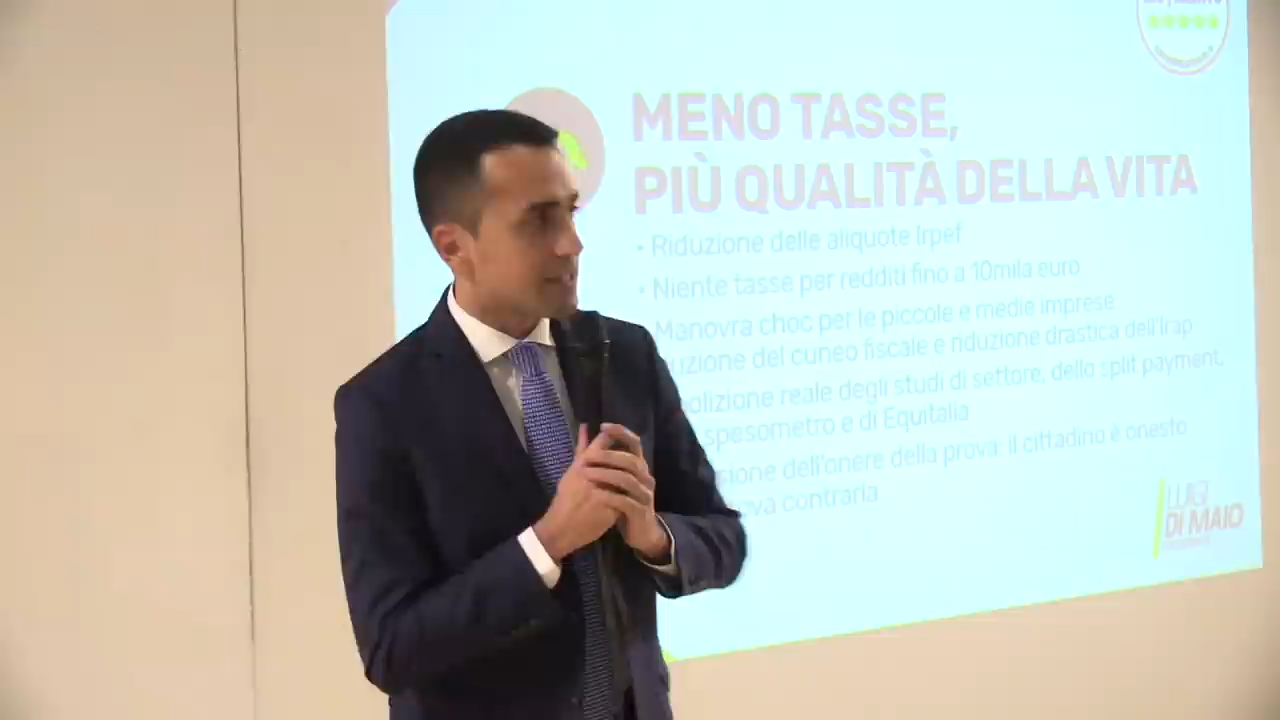 MENO TASSE,
PIÙ QUALITÀ DELLA VITA
• Riduzione delle aliquote Irpef
• Niente tasse per redditi fino a 10mila euro
Manovra choc per le piccole e medie imprese:
uzione del cuneo fiscale e riduzione drastica dell'Irap
olizione reale degli studi di settore, dello split payment,
spesometro e di Equitalia
sione dell'onere della prova: il cittadino è onesto
ova contraria
LUIGI
DI MAIO